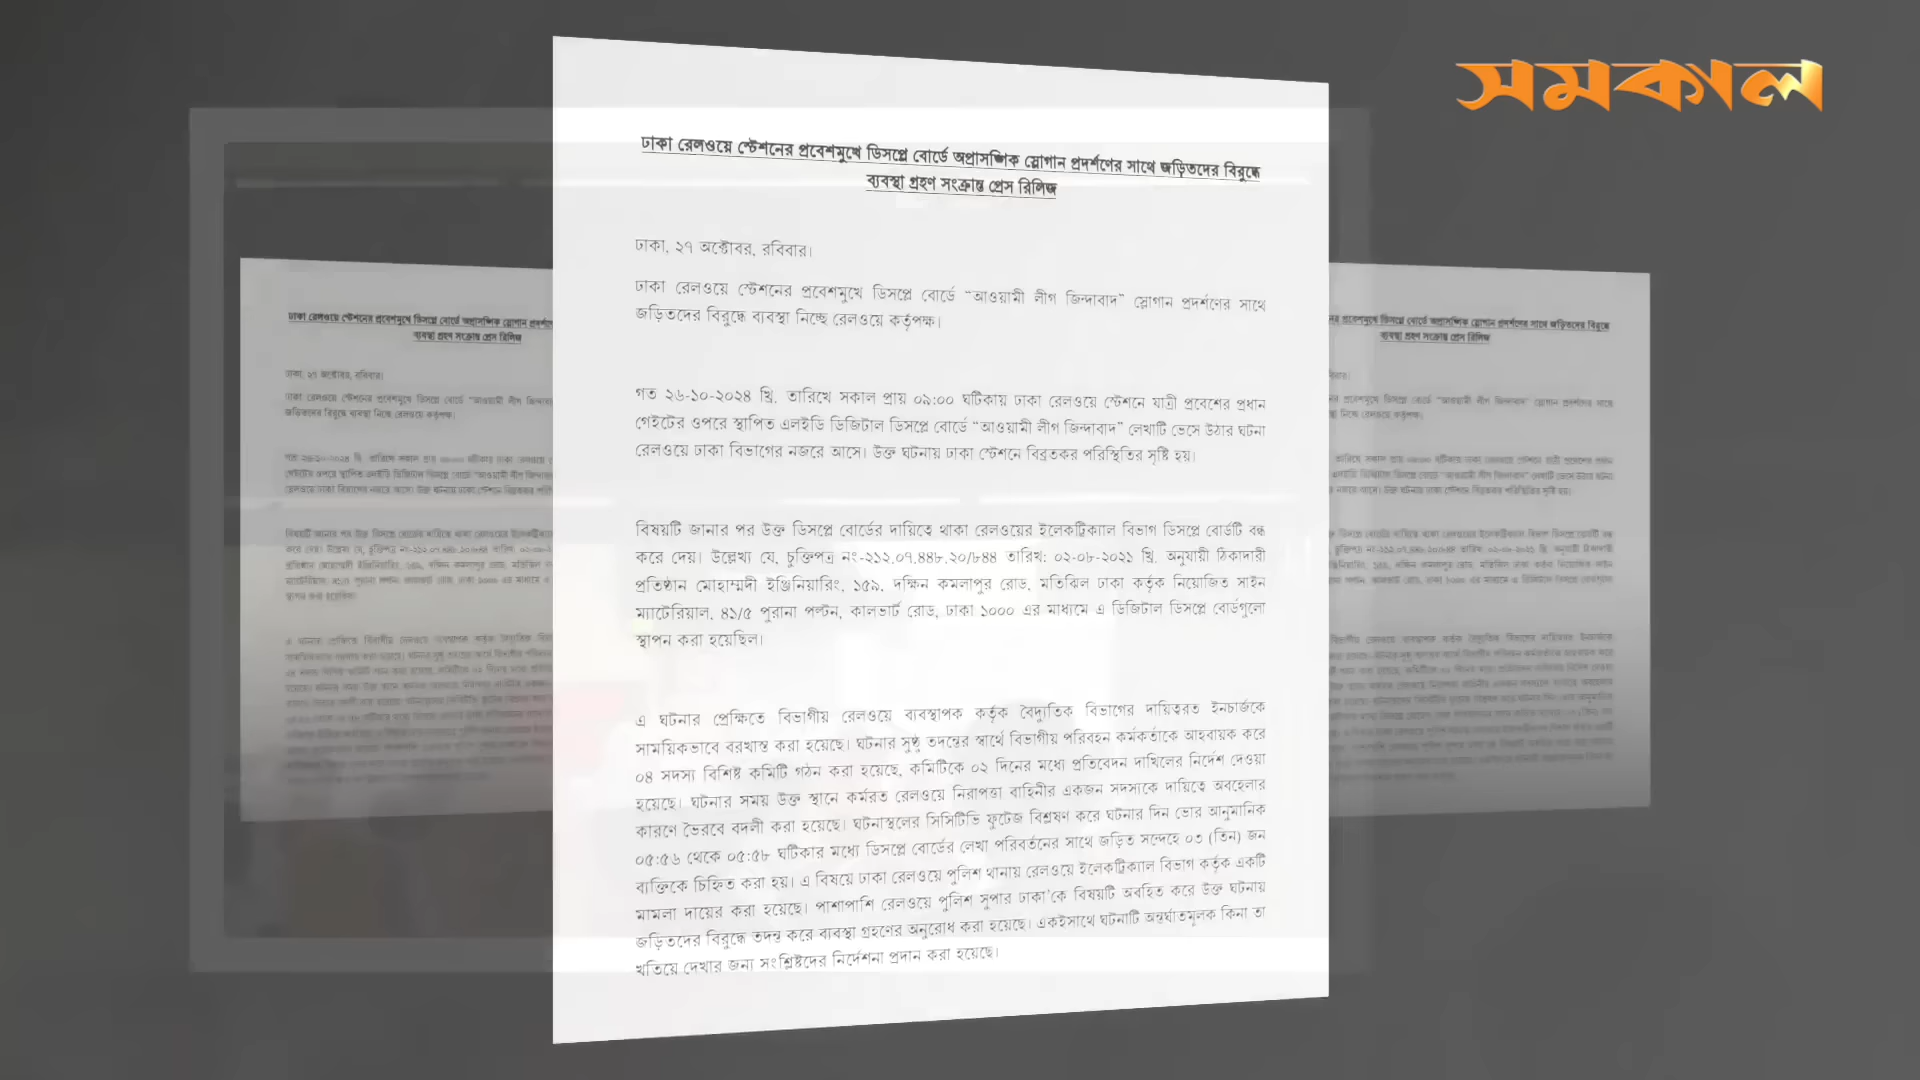 সমকাল
ঢাকা রেলওয়ে স্টেশনের প্রবেশমুখে ডিসপ্লে বোর্ডে অপ্রাসঙ্গিক স্লোগান প্রদর্শণের সাথে জড়িতদের বিরুদ্ধে
ব্যবস্থা গ্রহণ সংক্রান্ত প্রেস রিলিজ
ঢাকা, ২৭ অক্টোবর, রবিবার।
ঢাকা রেলওয়ে স্টেশনের প্রবেশমুখে ডিসপ্লে বোর্ডে “আওয়ামী লীগ জিন্দাবাদ” স্লোগান প্রদর্শণের সাথে
জড়িতদের বিরুদ্ধে ব্যবস্থা নিচ্ছে রেলওয়ে কর্তৃপক্ষ।
গত ২৬-১০-২০২৪ খ্রি. তারিখে সকাল প্রায় ০৯:০০ ঘটিকায় ঢাকা রেলওয়ে স্টেশনে যাত্রী প্রবেশের প্রধান
গেইটের ওপরে স্থাপিত এলইডি ডিজিটাল ডিসপ্লে বোর্ডে “আওয়ামী লীগ জিন্দাবাদ” লেখাটি ভেসে উঠার ঘটনা
রেলওয়ে ঢাকা বিভাগের নজরে আসে। উক্ত ঘটনায় ঢাকা স্টেশনে বিব্রতকর পরিস্থিতির সৃষ্টি হয়।
বিষয়টি জানার পর উক্ত ডিসপ্লে বোর্ডের দায়িত্বে থাকা রেলওয়ের ইলেকট্রিক্যাল বিভাগ ডিসপ্লে বোর্ডটি বন্ধ
করে দেয়। উল্লেখ্য যে, চুক্তিপত্র নং-২১২.০৭.৪৪৮.২০/৮৪৪ তারিখ: ০২-০৮-২০২১ খ্রি. অনুযায়ী ঠিকাদারী
প্রতিষ্ঠান মোহাম্মদী ইঞ্জিনিয়ারিং, ১৫৯, দক্ষিন কমলাপুর রোড, মতিঝিল ঢাকা কর্তৃক নিয়োজিত সাইন
ম্যাটেরিয়াল, ৪১/৫ পুরানা পল্টন, কালভার্ট রোড, ঢাকা ১০০০ এর মাধ্যমে এ ডিজিটাল ডিসপ্লে বোর্ডগুলো
স্থাপন করা হয়েছিল।
এ ঘটনার প্রেক্ষিতে বিভাগীয় রেলওয়ে ব্যবস্থাপক কর্তৃক বৈদ্যুতিক বিভাগের দায়িত্বরত ইনচার্জকে
সাময়িকভাবে বরখাস্ত করা হয়েছে। ঘটনার সুষ্ঠু তদন্তের স্বার্থে বিভাগীয় পরিবহন কর্মকর্তাকে আহবায়ক করে
০৪ সদস্য বিশিষ্ট কমিটি গঠন করা হয়েছে, কমিটিকে ০২ দিনের মধ্যে প্রতিবেদন দাখিলের নির্দেশ দেওয়া
হয়েছে। ঘটনার সময় উক্ত স্থানে কর্মরত রেলওয়ে নিরাপত্তা বাহিনীর একজন সদস্যকে দায়িত্বে অবহেলার
কারণে ভৈরবে বদলী করা হয়েছে। ঘটনাস্থলের সিসিটিভি ফুটেজ বিশ্লষণ করে ঘটনার দিন ভোর আনুমানিক
০৫:৫৬ থেকে ০৫:৫৮ ঘটিকার মধ্যে ডিসপ্লে বোর্ডের লেখা পরিবর্তনের সাথে জড়িত সন্দেহে ০৩ (তিন) জন
ব্যক্তিকে চিহ্নিত করা হয়। এ বিষয়ে ঢাকা রেলওয়ে পুলিশ থানায় রেলওয়ে ইলেকট্রিক্যাল বিভাগ কর্তৃক একটি
মামলা দায়ের করা হয়েছে। পাশাপাশি রেলওয়ে পুলিশ সুপার ঢাকা'কে বিষয়টি অবহিত করে উক্ত ঘটনায়
জড়িতদের বিরুদ্ধে তদন্ত করে ব্যবস্থা গ্রহণের অনুরোধ করা হয়েছে। একইসাথে ঘটনাটি অন্তর্ঘাতমূলক কিনা তা
খতিয়ে দেখার জন্য সংশ্লিষ্টদের নির্দেশনা প্রদান করা হয়েছে।